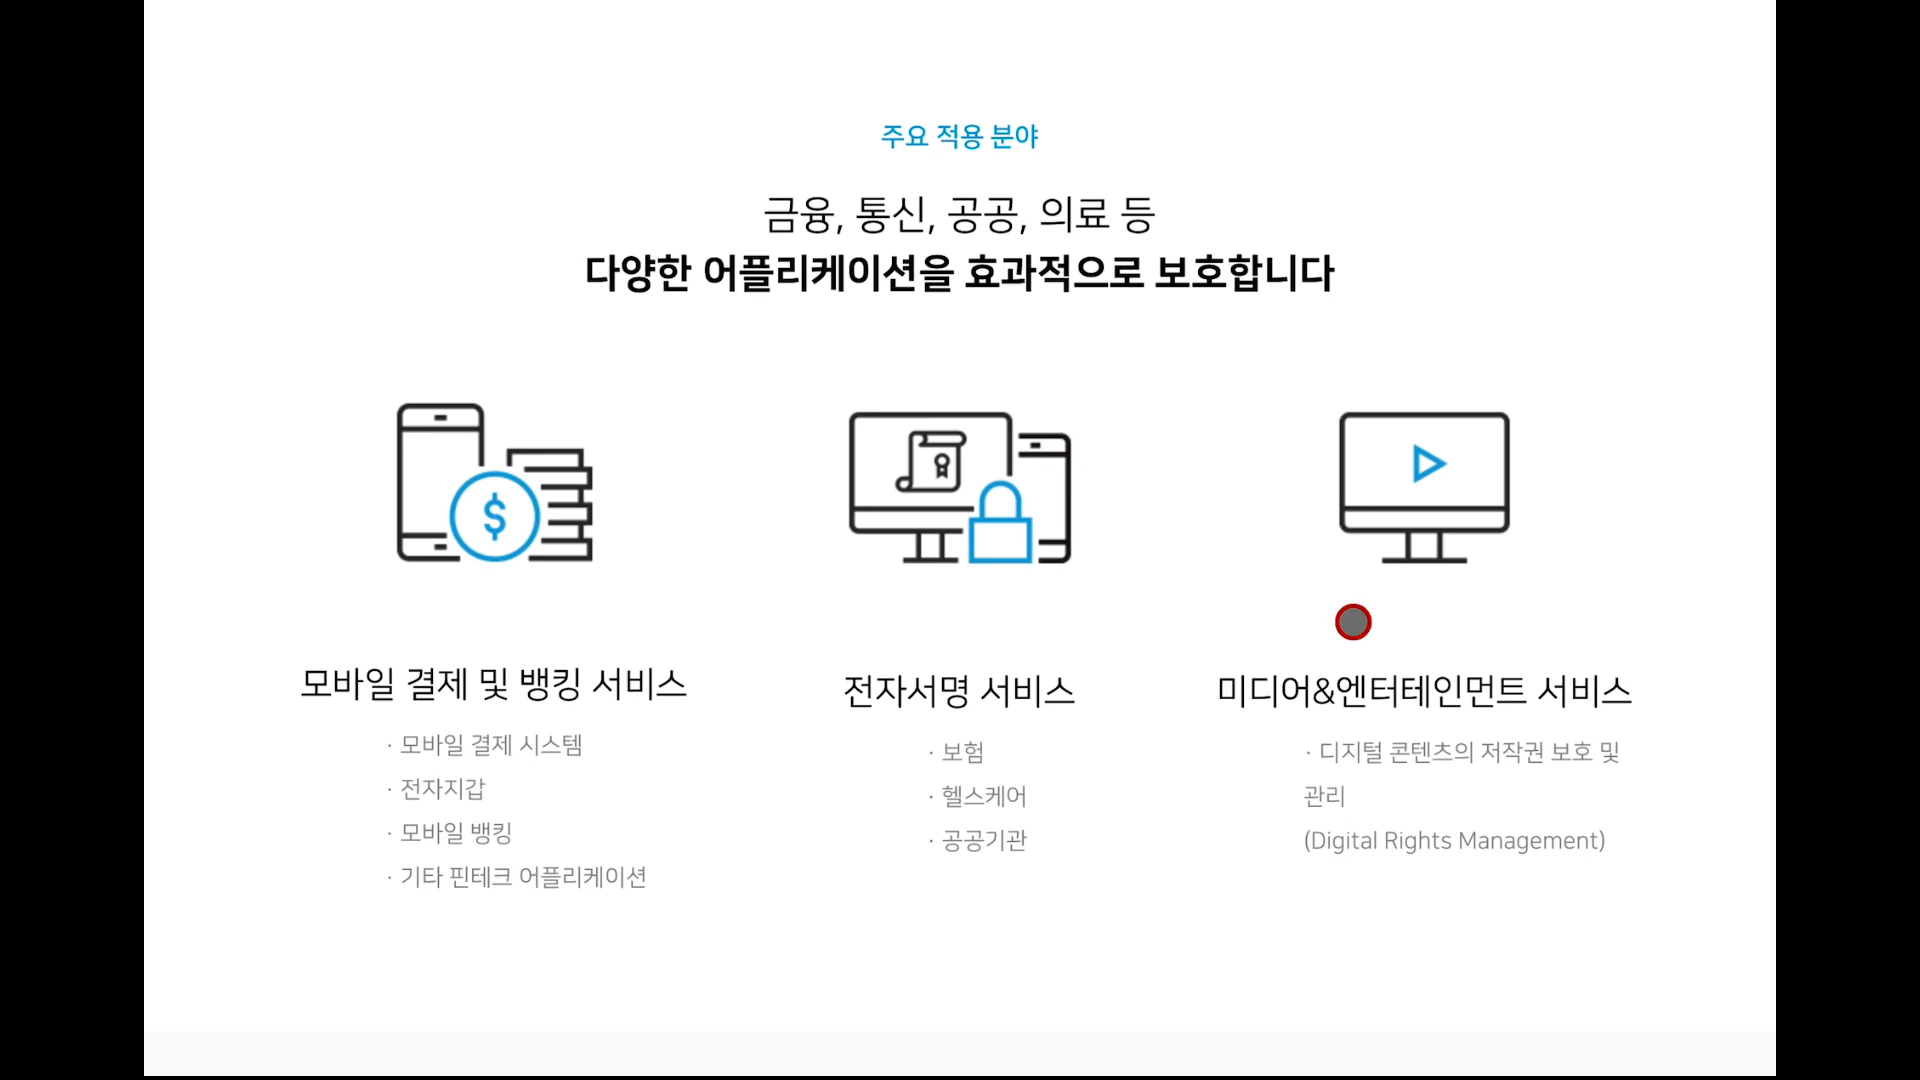 주요 적용 분야
금융, 통신, 공공, 의료 등
다양한 어플리케이션을 효과적으로 보호합니다
$
모바일 결제 및 뱅킹 서비스
· 모바일 결제 시스템
· 전자지갑
· 모바일 뱅킹
· 기타 핀테크 어플리케이션
전자서명 서비스
· 보험
· 헬스케어
· 공공기관
미디어&엔터테인먼트 서비스
· 디지털 콘텐츠의 저작권 보호 및
관리
(Digital Rights Management)